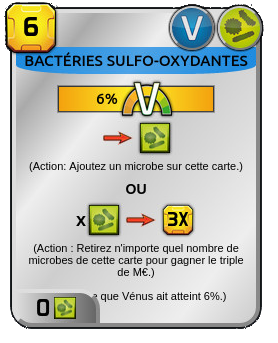 6
V
BACTÉRIES SULFO-OXYDANTES
6% V
(Action: Ajoutez un microbe sur cette carte.)
OU
x 3X
(Action : Retirez n'importe quel nombre de
microbes de cette carte pour gagner le triple
de M€.)
que Vénus ait atteint 6%.)
0